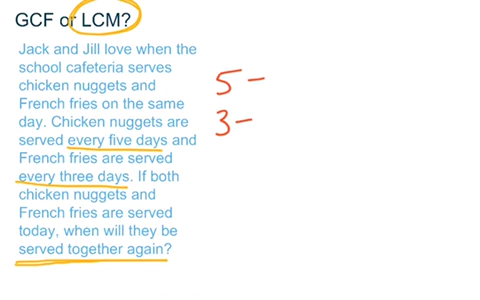 GCF or LCM?
Jack and Jill love when the
school cafeteria serves
chicken nuggets and
French fries on the same
day. Chicken nuggets are
served every five days and
French fries are served
every three days. If both
chicken nuggets and
French fries are served
today, when will they be
served together again?
5 -
3 -